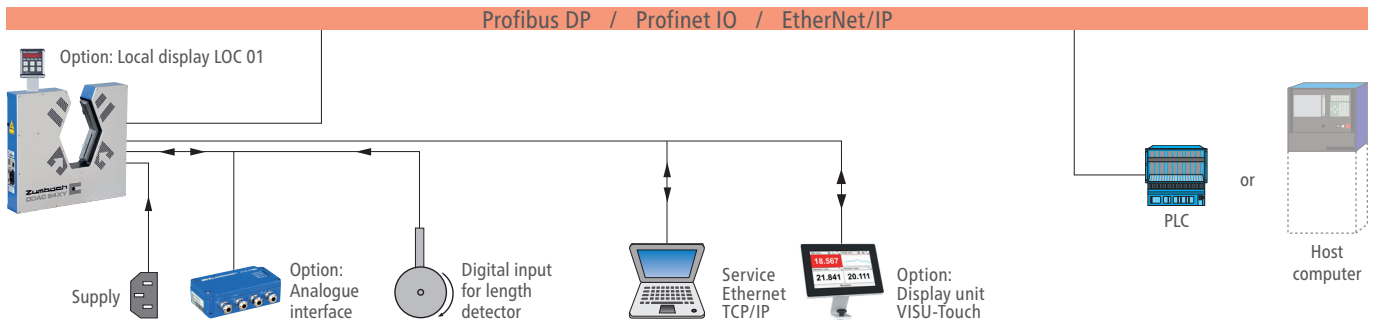 Profibus DP / Profinet IO / EtherNet/IP
Option: Local display LOC 01
Zumbach
ODAC 94XY
Supply
Option:
Analogue
interface
Digital input
for length
detector
Service
Ethernet
TCP/IP
18.567
21.841 20.111
Option:
Display unit
VISU-Touch
PLC
or
Host
computer